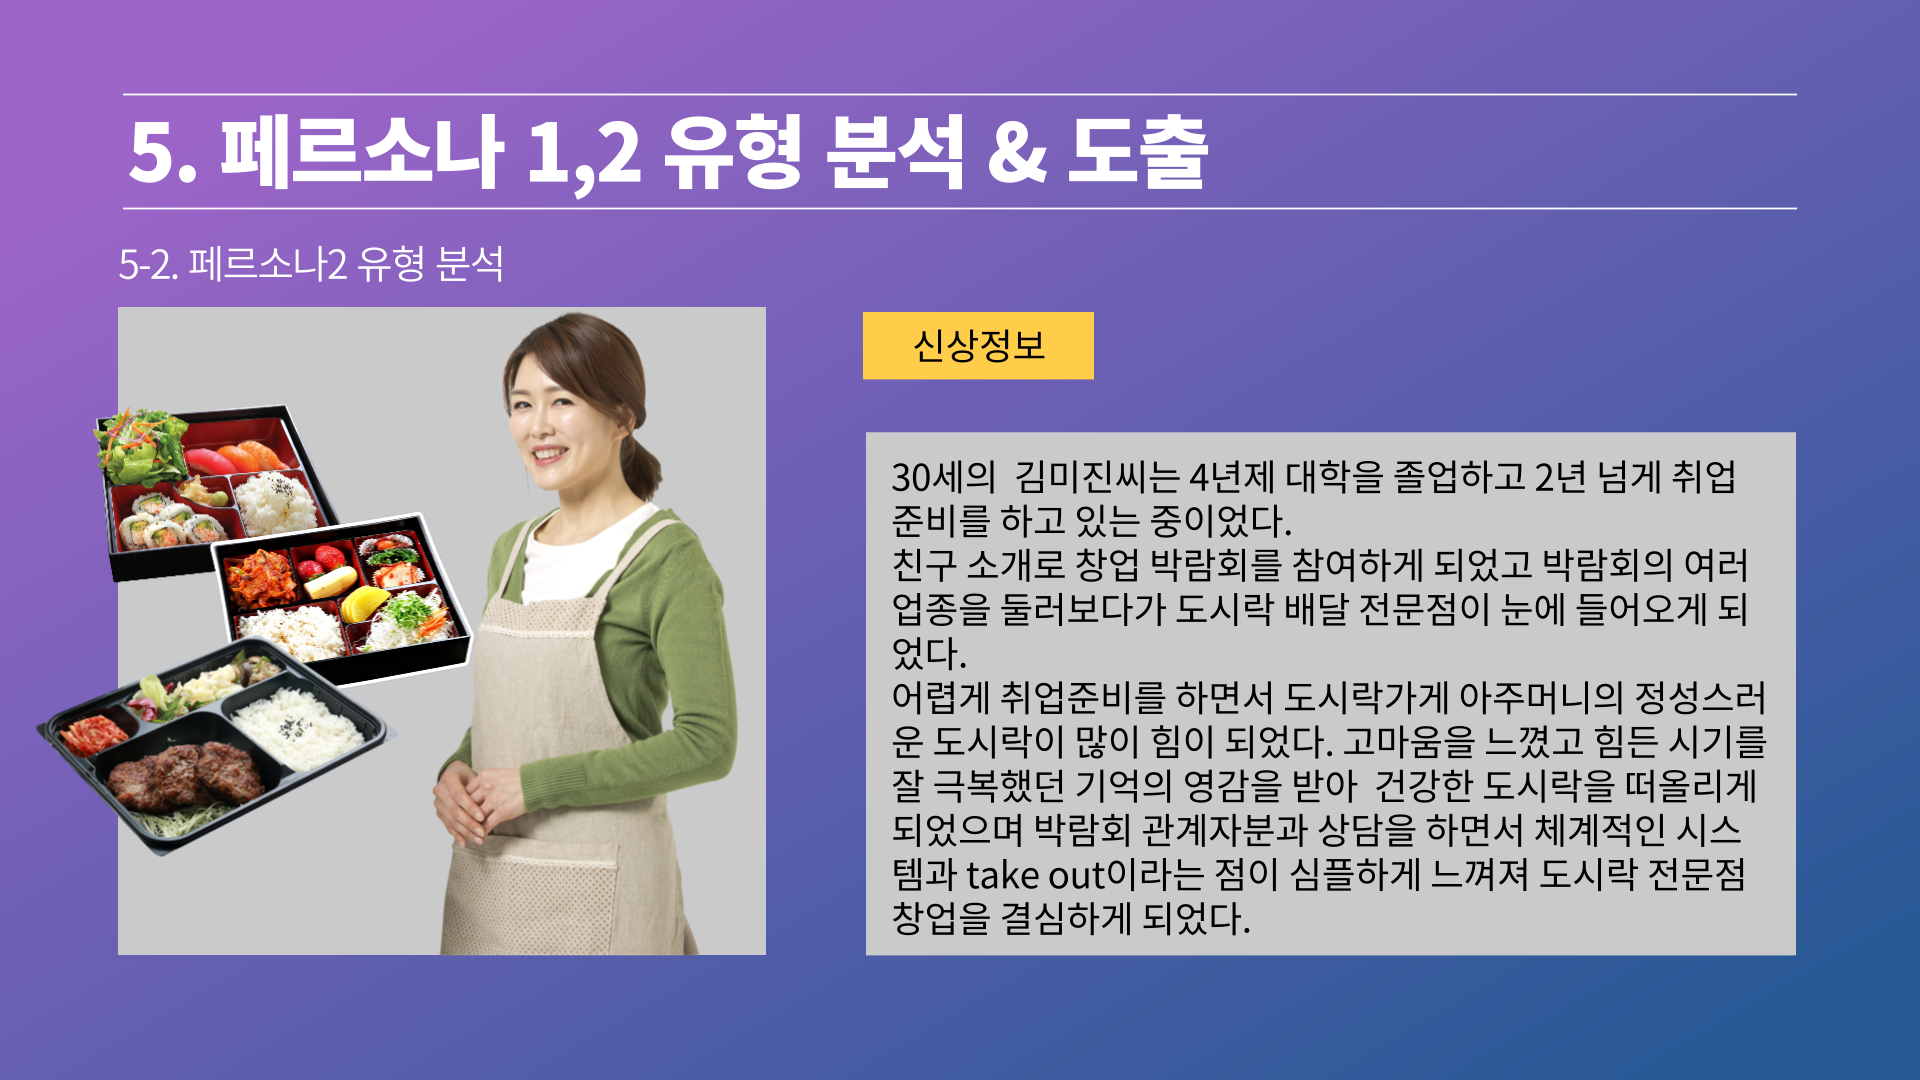 5. 페르소나 1,2 유형 분석 & 도출
5-2. 페르소나2 유형 분석
신상정보
30세의  김미진씨는 4년제 대학을 졸업하고 2년 넘게 취업
준비를 하고 있는 중이었다.
친구 소개로 창업 박람회를 참여하게 되었고 박람회의 여러
업종을 둘러보다가 도시락 배달 전문점이 눈에 들어오게 되
었다.
어렵게 취업준비를 하면서 도시락가게 아주머니의 정성스러
운 도시락이 많이 힘이 되었다. 고마움을 느꼈고 힘든 시기를
잘 극복했던 기억의 영감을 받아  건강한 도시락을 떠올리게
되었으며 박람회 관계자분과 상담을 하면서 체계적인 시스
템과 take out이라는 점이 심플하게 느껴져 도시락 전문점
창업을 결심하게 되었다.